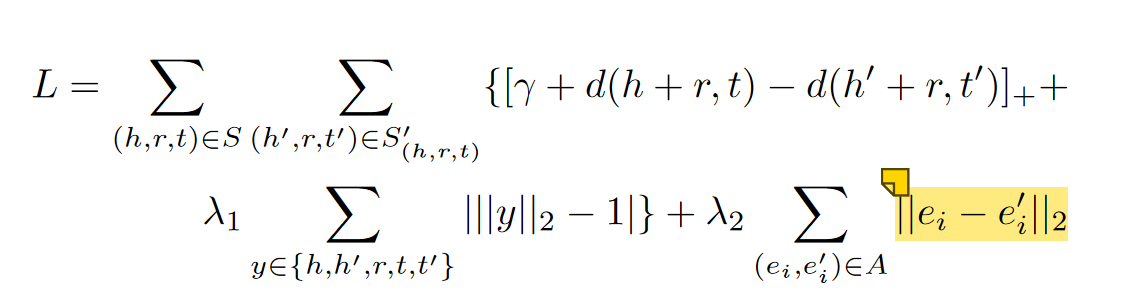 L = ∑_{(h,r,t)∈S} ∑_{(h′,r,t′)∈S′_{(h,r,t)}} {[γ + d(h + r, t) − d(h′ + r, t′)]_+ +
λ_1 ∑_{y∈{h,h′,r,t,t′}} |||y||_2 − 1|} + λ_2 ∑_{(e_i,e′_i)∈A} ||e_i − e′_i||_2